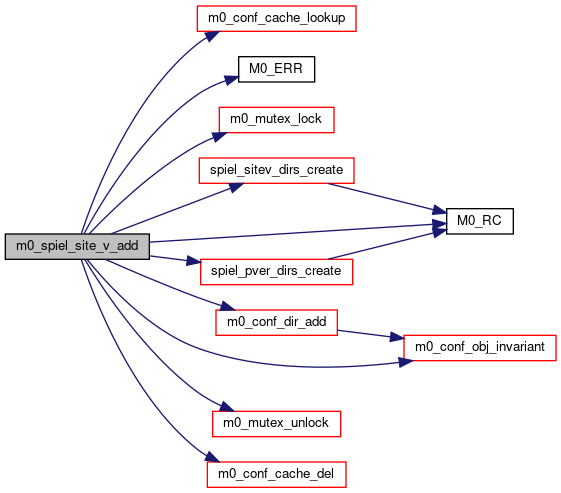 m0_conf_cache_lookup
M0_ERR
m0_mutex_lock
spiel_sitev_dirs_create
M0_RC
m0_spiel_site_v_add
spiel_pver_dirs_create
m0_conf_dir_add
m0_conf_obj_invariant
m0_mutex_unlock
m0_conf_cache_del